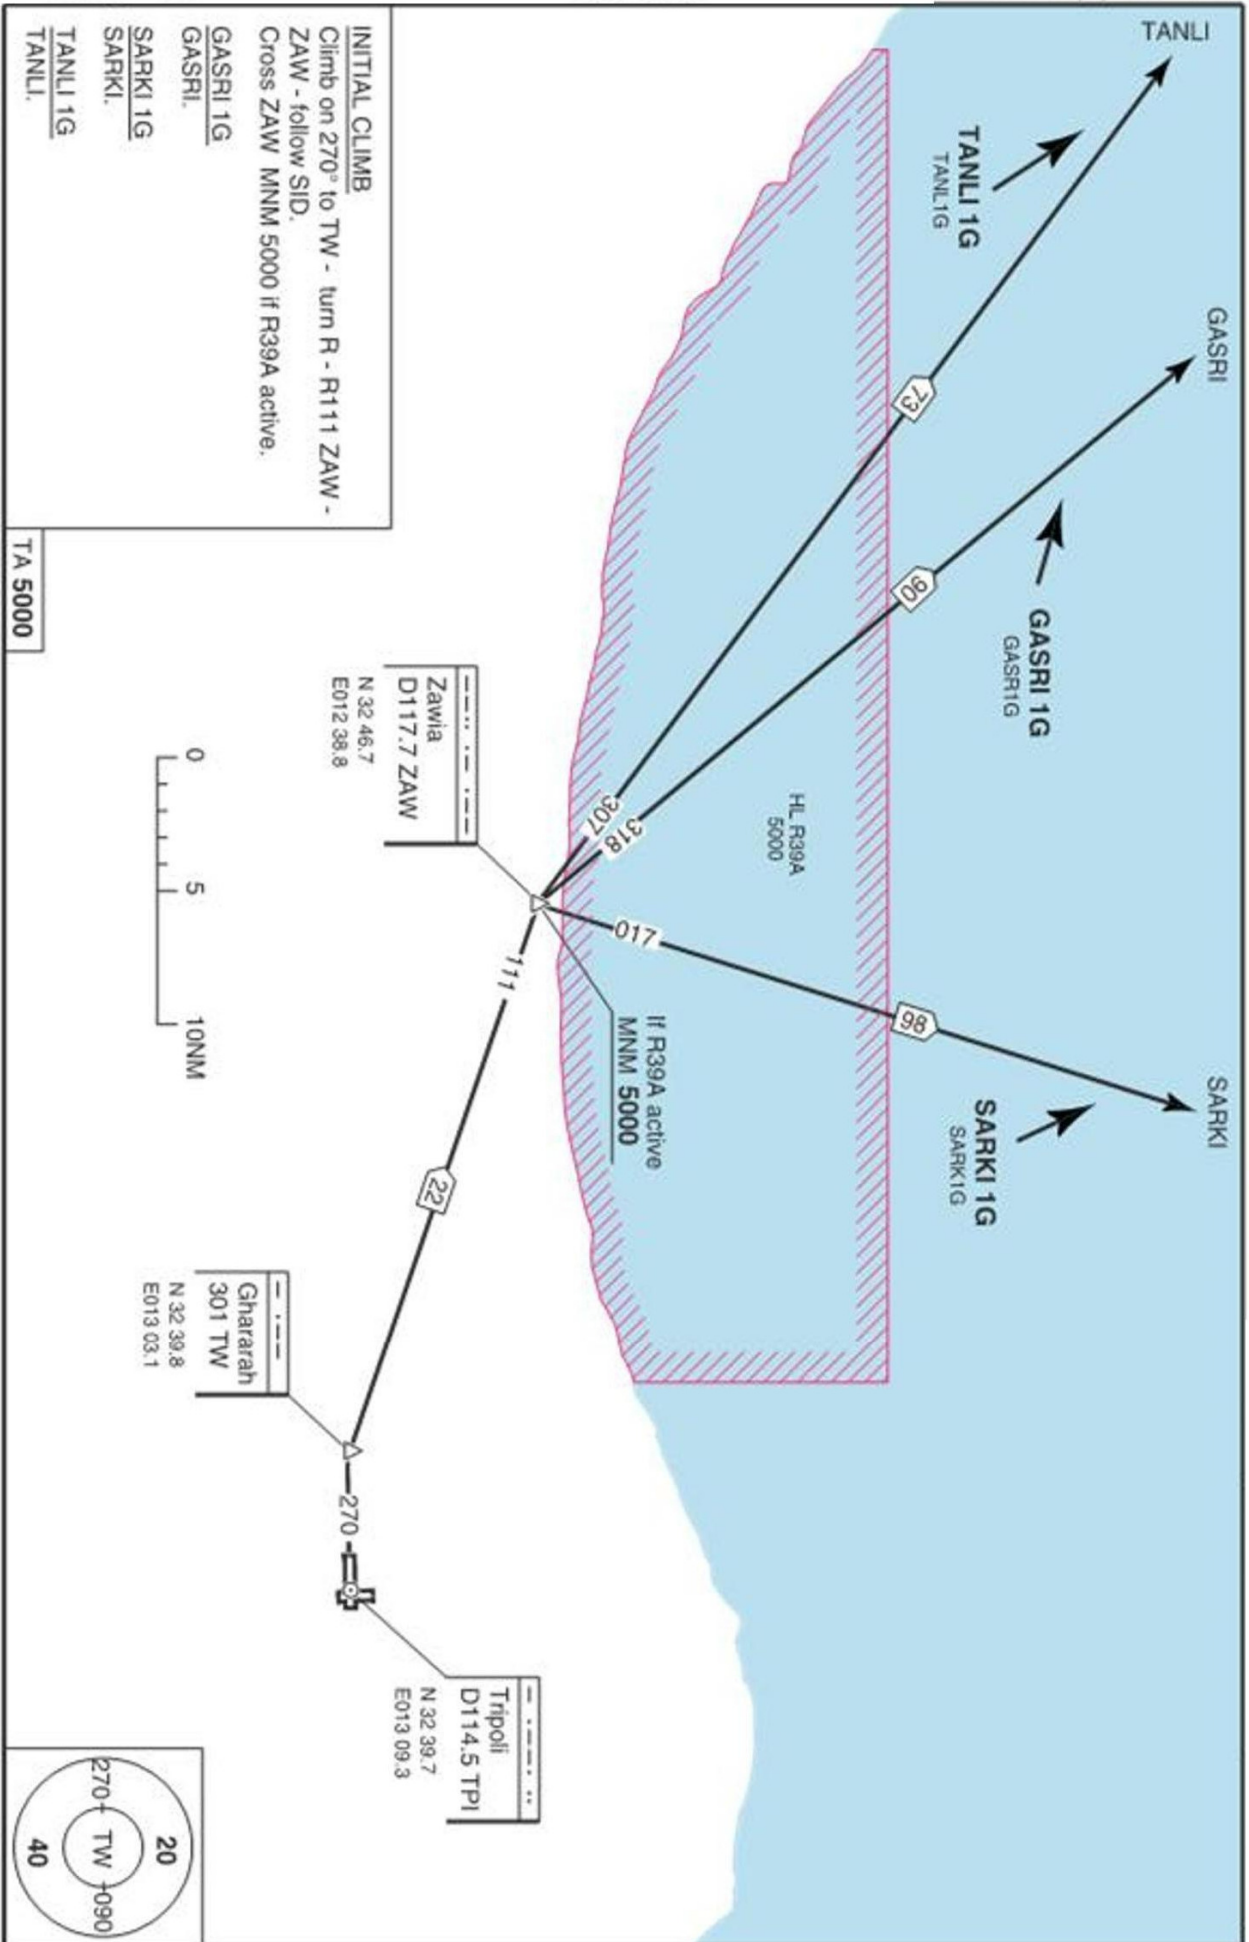 TANLI
GASRI
SARKI
TANLI 1G
TANL1G
GASRI 1G
GASR1G
SARKI 1G
SARK1G
73
90
98
HL R39A
5000
307
318
017
If R39A active
MNM 5000
111
22
270
Zawia
D117.7 ZAW
N 32 46.7
E012 38.8
Ghararah
301 TW
N 32 39.8
E013 03.1
Tripoli
D114.5 TPI
N 32 39.7
E013 09.3
INITIAL CLIMB
Climb on 270° to TW - turn R - R111 ZAW -
ZAW - follow SID.
Cross ZAW MNM 5000 if R39A active.
GASRI 1G
GASRI.
SARKI 1G
SARKI.
TANLI 1G
TANLI.
TA 5000
0 5 10NM
20
270 TW 090
40